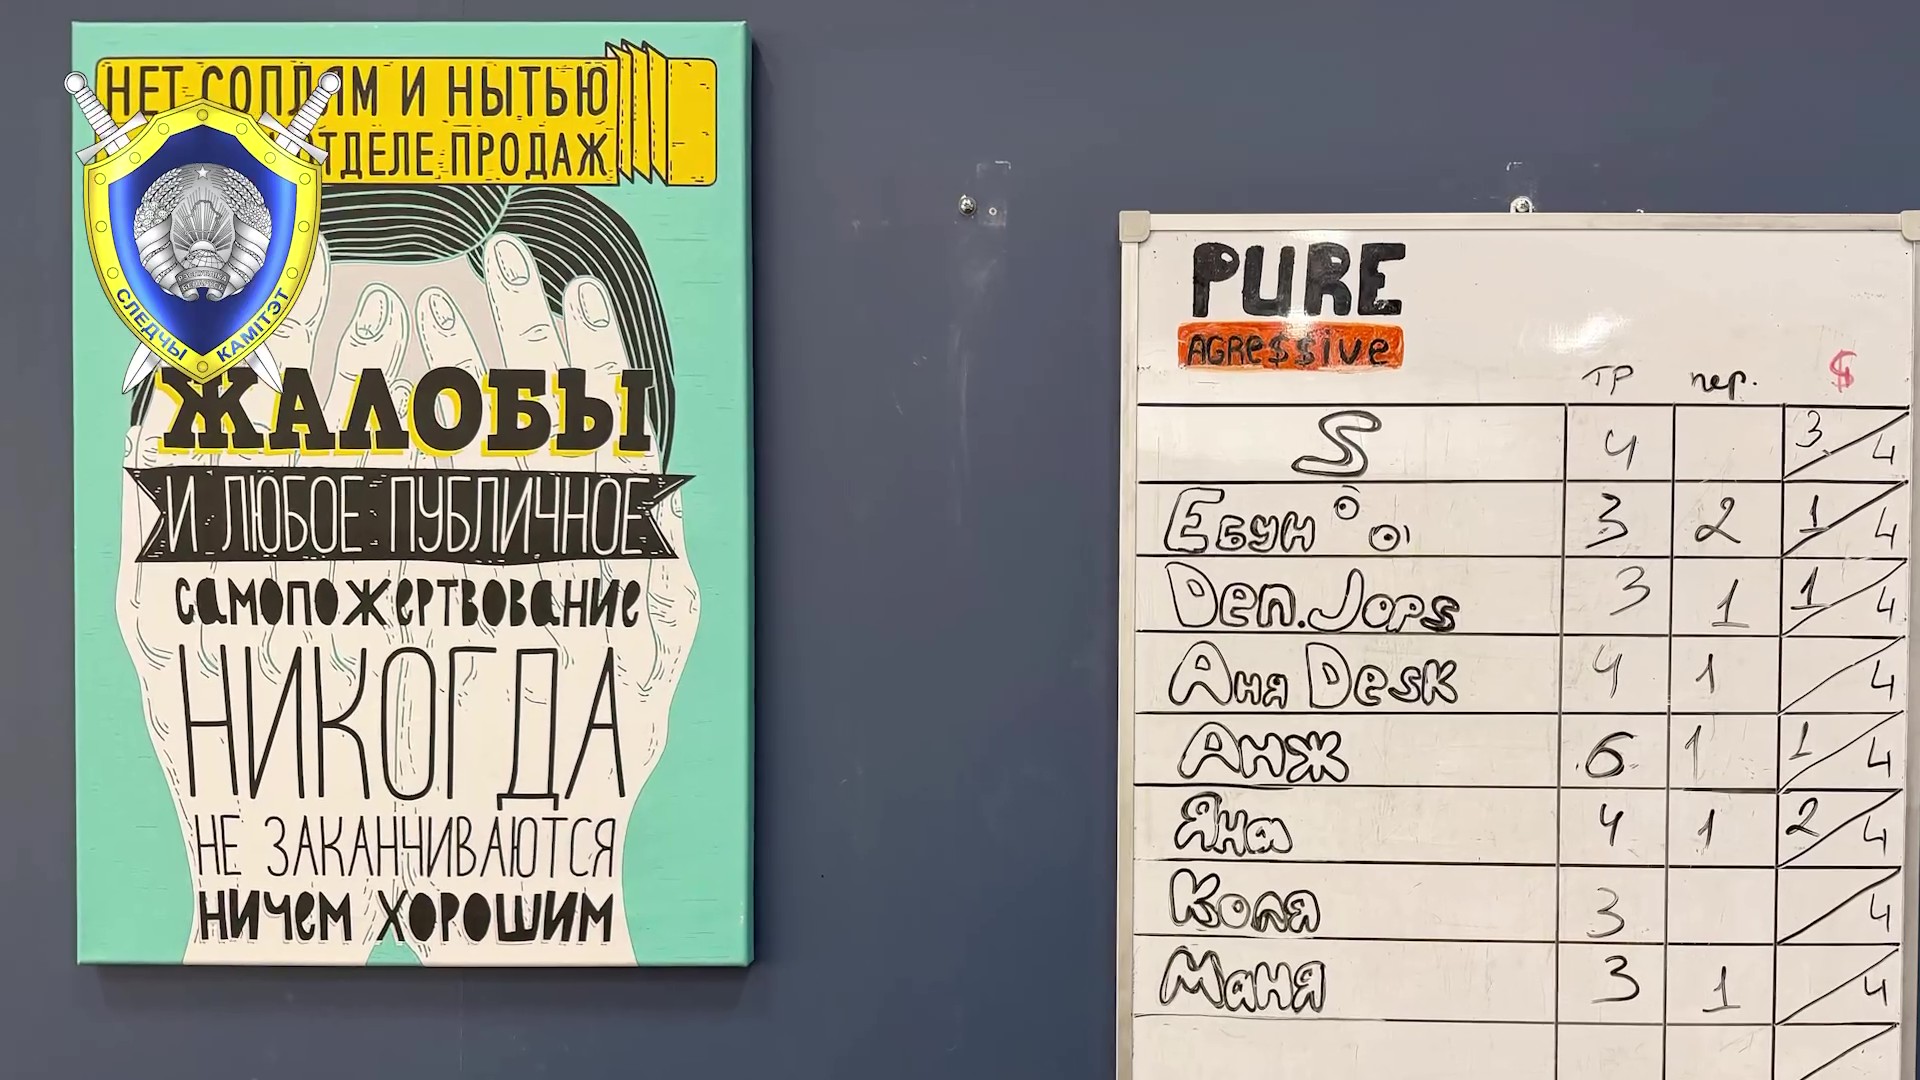 НЕТ СОПЛЯМ И НЫТЬЮ
ОТДЕЛЕ ПРОДАЖ
ЖАЛОБЫ
И ЛЮБОЕ ПУБЛИЧНОЕ
самопожертвование
НИКОГДА
НЕ ЗАКАНЧИВАЮТСЯ
НИЧЕМ ХОРОШИМ
СЛЕДЧЫ КАМІТЭТ
PURE
AGRE$$IVE
ТР пер. $
S 4 3/4
Ебун 3 2 1/4
Den.Jops 3 1 1/4
Аня Desk 4 1 /4
Анж 6 1 1/4
Яна 4 1 2/4
Коля 3 /4
Маня 3 1 /4